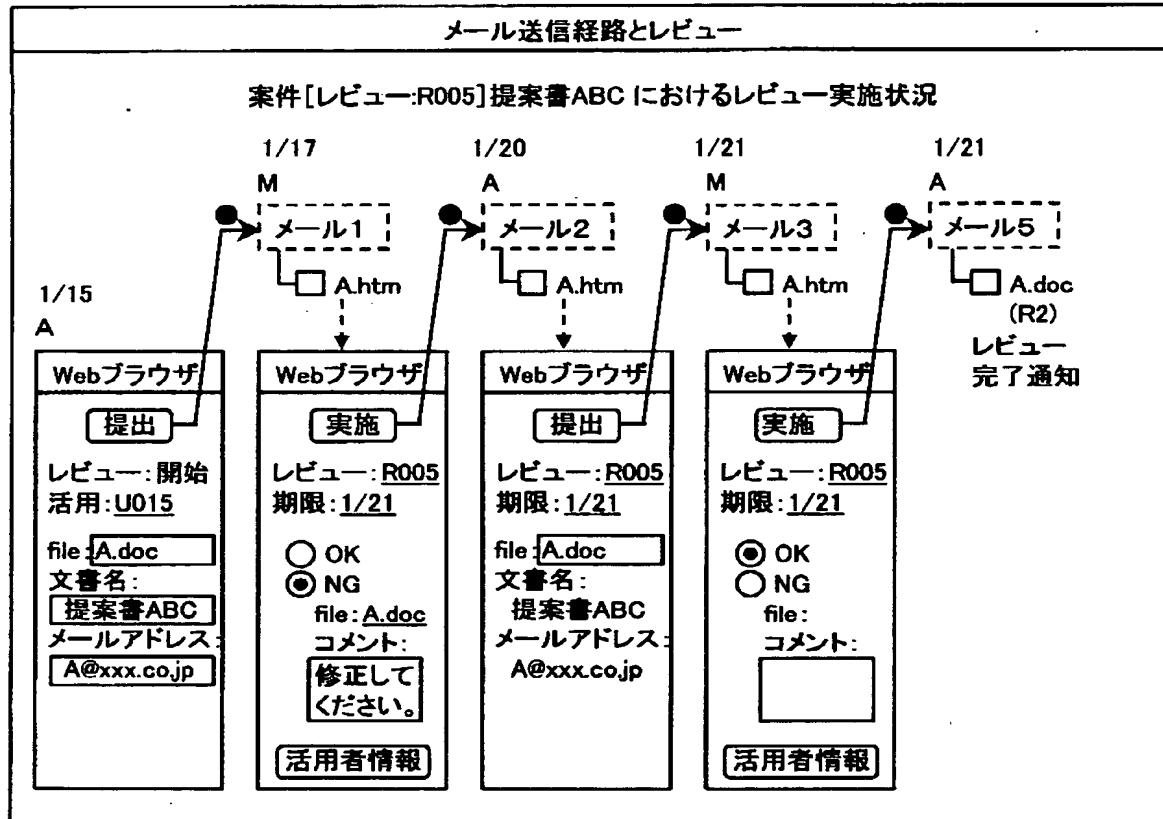 メール送信経路とレビュー
案件[レビュー:R005]提案書ABC におけるレビュー実施状況
1/15
A
Webブラウザ
提出
レビュー:開始
活用:U015
file:A.doc
文書名:
提案書ABC
メールアドレス:
A@xxx.co.jp
1/17
M
メール1
A.htm
Webブラウザ
実施
レビュー:R005
期限:1/21
OK
NG
file:A.doc
コメント:
修正して
ください。
活用者情報
1/20
A
メール2
A.htm
Webブラウザ
提出
レビュー:R005
期限:1/21
file:A.doc
文書名:
提案書ABC
メールアドレス:
A@xxx.co.jp
1/21
M
メール3
A.htm
Webブラウザ
実施
レビュー:R005
期限:1/21
OK
NG
file:
コメント:
活用者情報
1/21
A
メール5
A.doc
(R2)
レビュー
完了通知